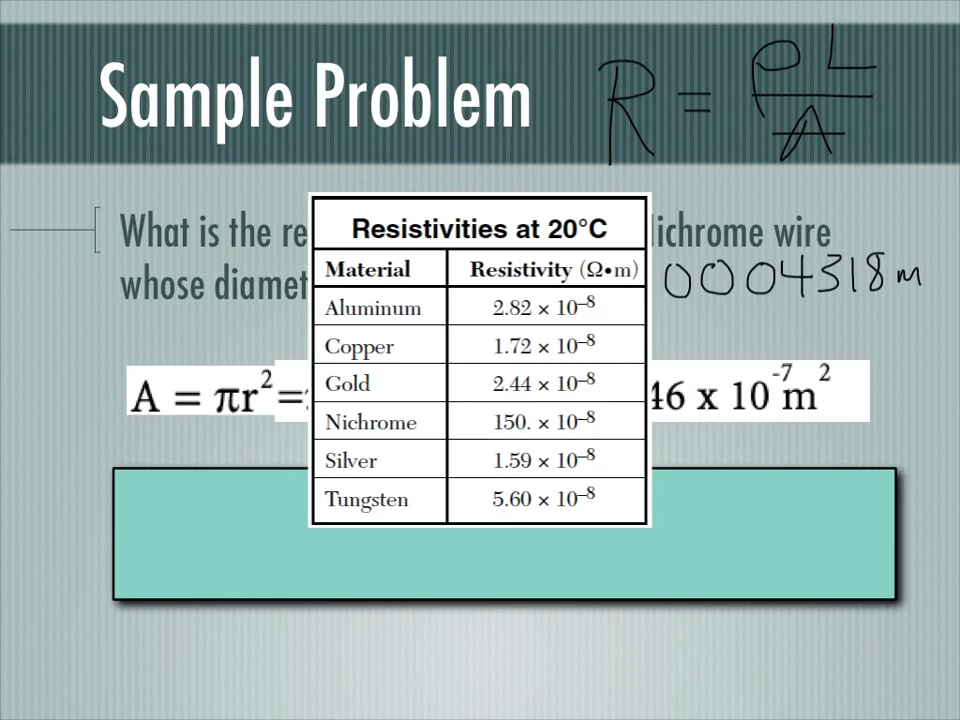 Sample Problem
R = ρL/A
What is the re
ichrome wire
whose diamet
0004318 m
A = πr² =
46 x 10⁻⁷ m²
Resistivities at 20°C
Material Resistivity (Ω•m)
Aluminum 2.82 × 10⁻⁸
Copper 1.72 × 10⁻⁸
Gold 2.44 × 10⁻⁸
Nichrome 150. × 10⁻⁸
Silver 1.59 × 10⁻⁸
Tungsten 5.60 × 10⁻⁸